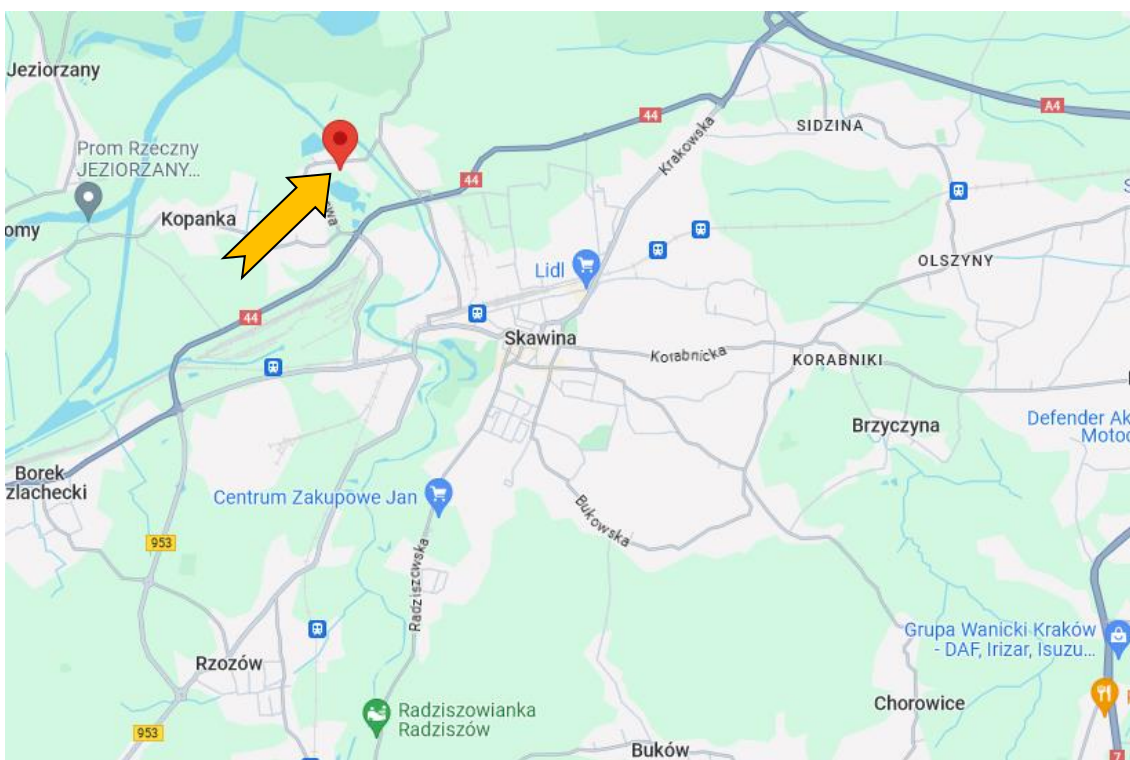 Jeziorzany
44
A4
SIDZINA
Krakowska
Prom Rzeczny
JEZIORZANY...
44
omy
Kopanka
Lidl
OLSZYNY
44
Skawina
Korabnicka
KORABNIKI
Brzyczyna
Defender Ak
Motoc
Borek
zlachecki
Centrum Zakupowe Jan
Bukowska
953
Radziszowska
Grupa Wanicki Kraków
- DAF, Irizar, Isuzu...
Rzozów
Chorowice
Radziszowianka
Radziszów
953
Buków
7